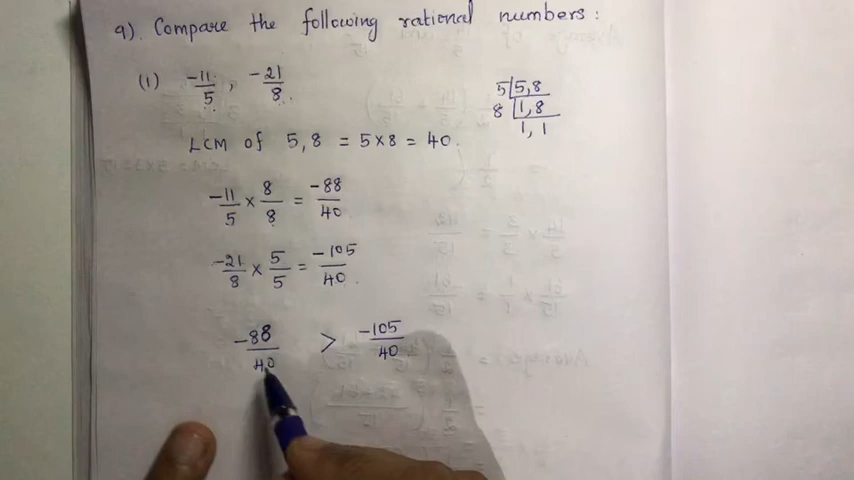 9). Compare the following rational numbers:
(1) -11/5, -21/8.
5|5,8
8|1,8
1,1
LCM of 5,8 = 5×8 = 40.
-11/5 × 8/8 = -88/40
-21/8 × 5/5 = -105/40.
-88/40 > -105/40